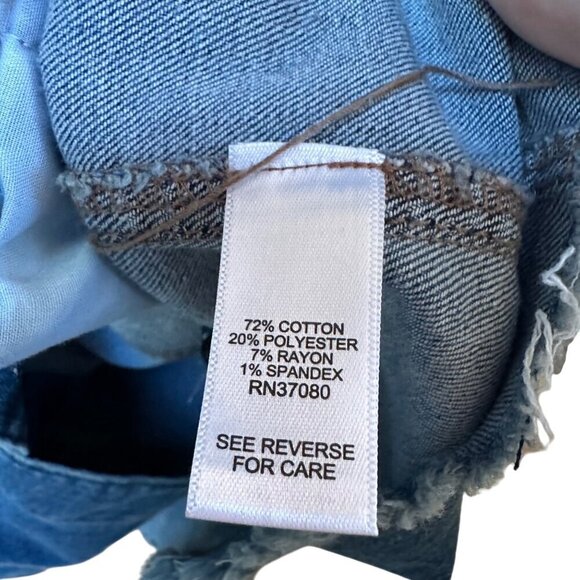 72% COTTON
20% POLYESTER
7% RAYON
1% SPANDEX
RN37080
SEE REVERSE
FOR CARE